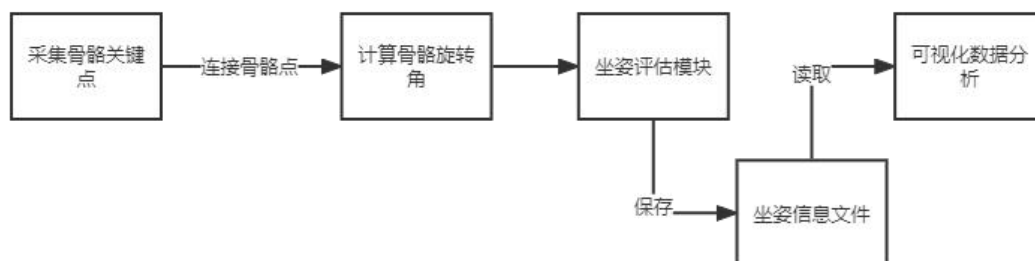 采集骨骼关键
点
连接骨骼点
计算骨骼旋转
角
坐姿评估模块
保存
坐姿信息文件
读取
可视化数据分
析